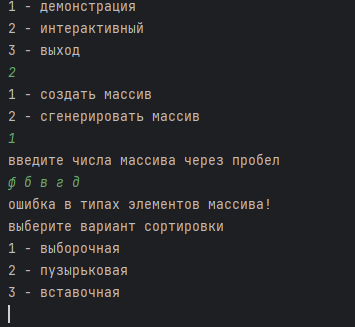 1 - демонстрация
2 - интерактивный
3 - выход
2
1 - создать массив
2 - сгенерировать массив
1
введите числа массива через пробел
ф б в г д
ошибка в типах элементов массива!
выберите вариант сортировки
1 - выборочная
2 - пузырьковая
3 - вставочная